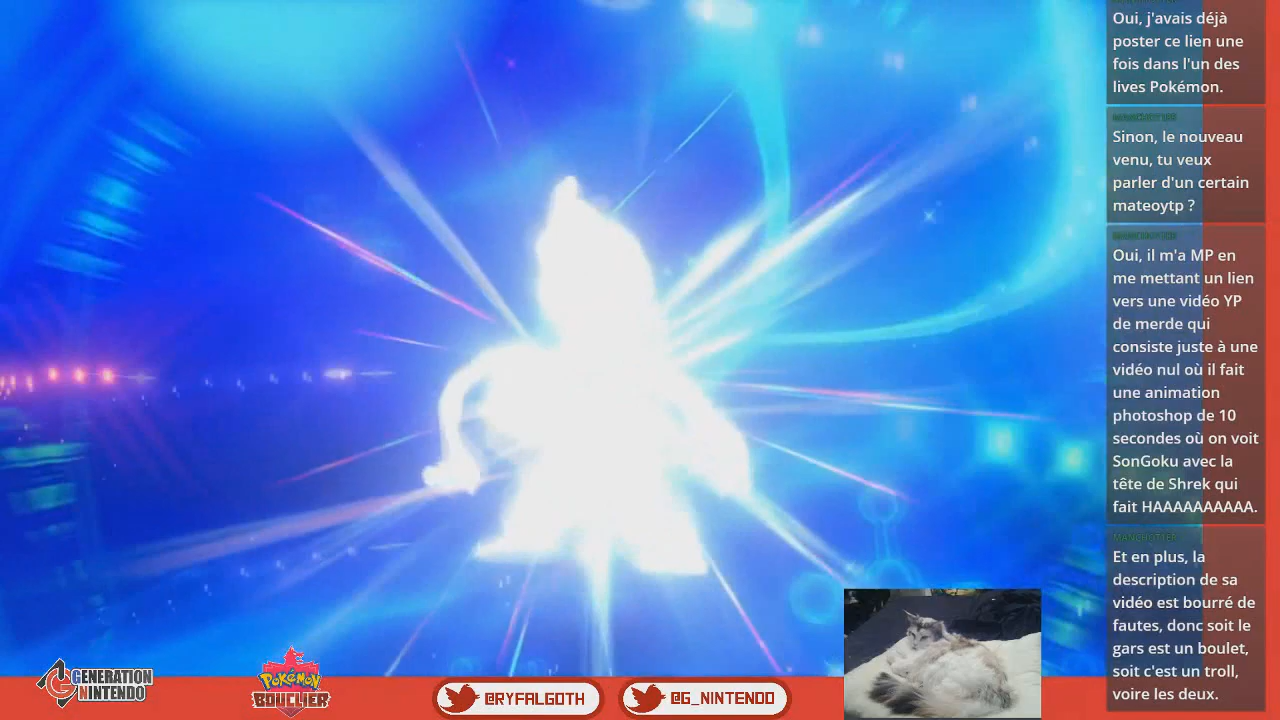 Oui, j'avais déjà
poster ce lien une
fois dans l'un des
lives Pokémon.
Sinon, le nouveau
venu, tu veux
parler d'un certain
mateoytp ?
Oui, il m'a MP en
me mettant un lien
vers une vidéo YP
de merde qui
consiste juste à une
vidéo nul où il fait
une animation
photoshop de 10
secondes où on voit
SonGoku avec la
tête de Shrek qui
fait HAAAAAAAAAA.
Et en plus, la
description de sa
vidéo est bourré de
fautes, donc soit le
gars est un boulet,
soit c'est un troll,
voire les deux.
GENERATION
NINTENDO
POKéMON
BOUCLIER
@RYFALGOTH
@G_NINTENDO